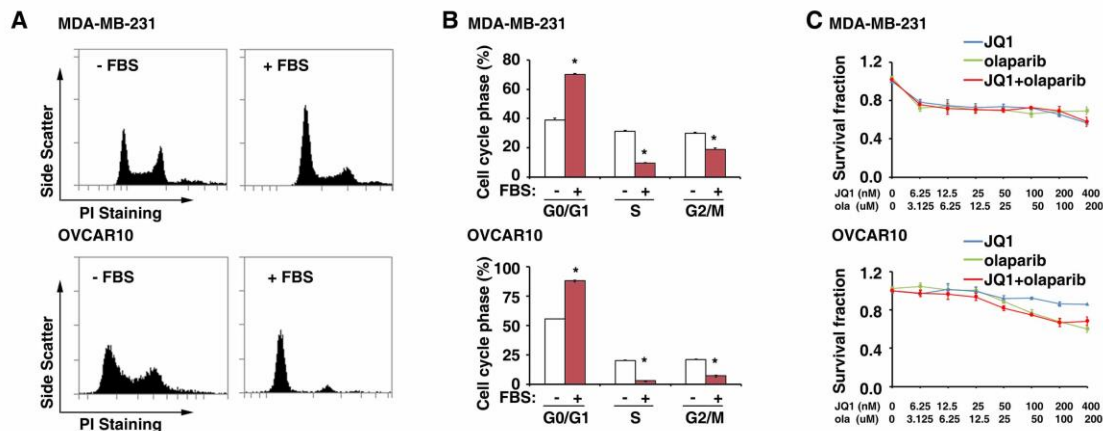 A
MDA-MB-231
- FBS
+ FBS
Side Scatter
PI Staining
OVCAR10
- FBS
+ FBS
Side Scatter
PI Staining
B
MDA-MB-231
Cell cycle phase (%)
80
60
40
20
0
*
*
*
FBS: - + - + - +
G0/G1 S G2/M
OVCAR10
Cell cycle phase (%)
100
75
50
25
0
*
*
*
FBS: - + - + - +
G0/G1 S G2/M
C
MDA-MB-231
JQ1
olaparib
JQ1+olaparib
Survival fraction
1.2
0.8
0.4
0.0
JQ1 (nM) 0 6.25 12.5 25 50 100 200 400
ola (uM) 0 3.125 6.25 12.5 25 50 100 200
OVCAR10
JQ1
olaparib
JQ1+olaparib
Survival fraction
1.2
0.8
0.4
0.0
JQ1 (nM) 0 6.25 12.5 25 50 100 200 400
ola (uM) 0 3.125 6.25 12.5 25 50 100 200